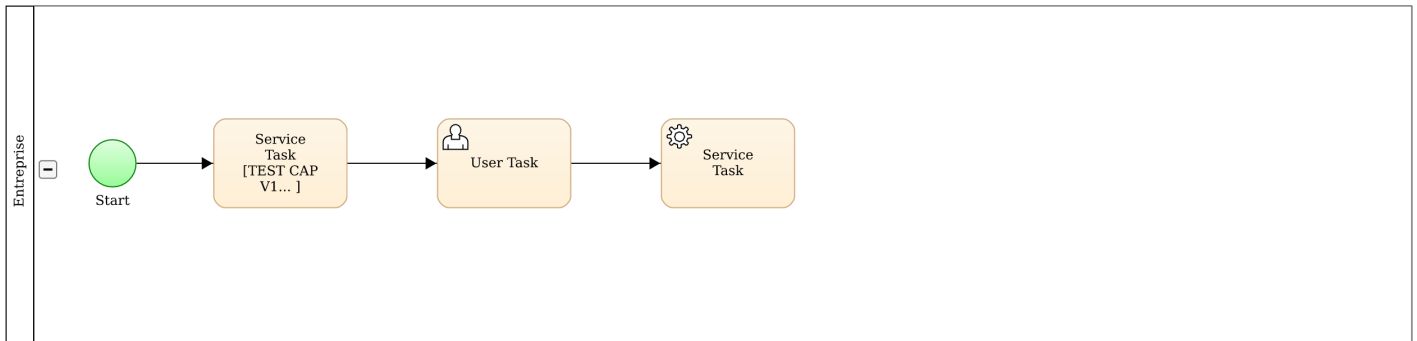 Entreprise
Start
Service
Task
[TEST CAP
V1... ]
User Task
Service
Task